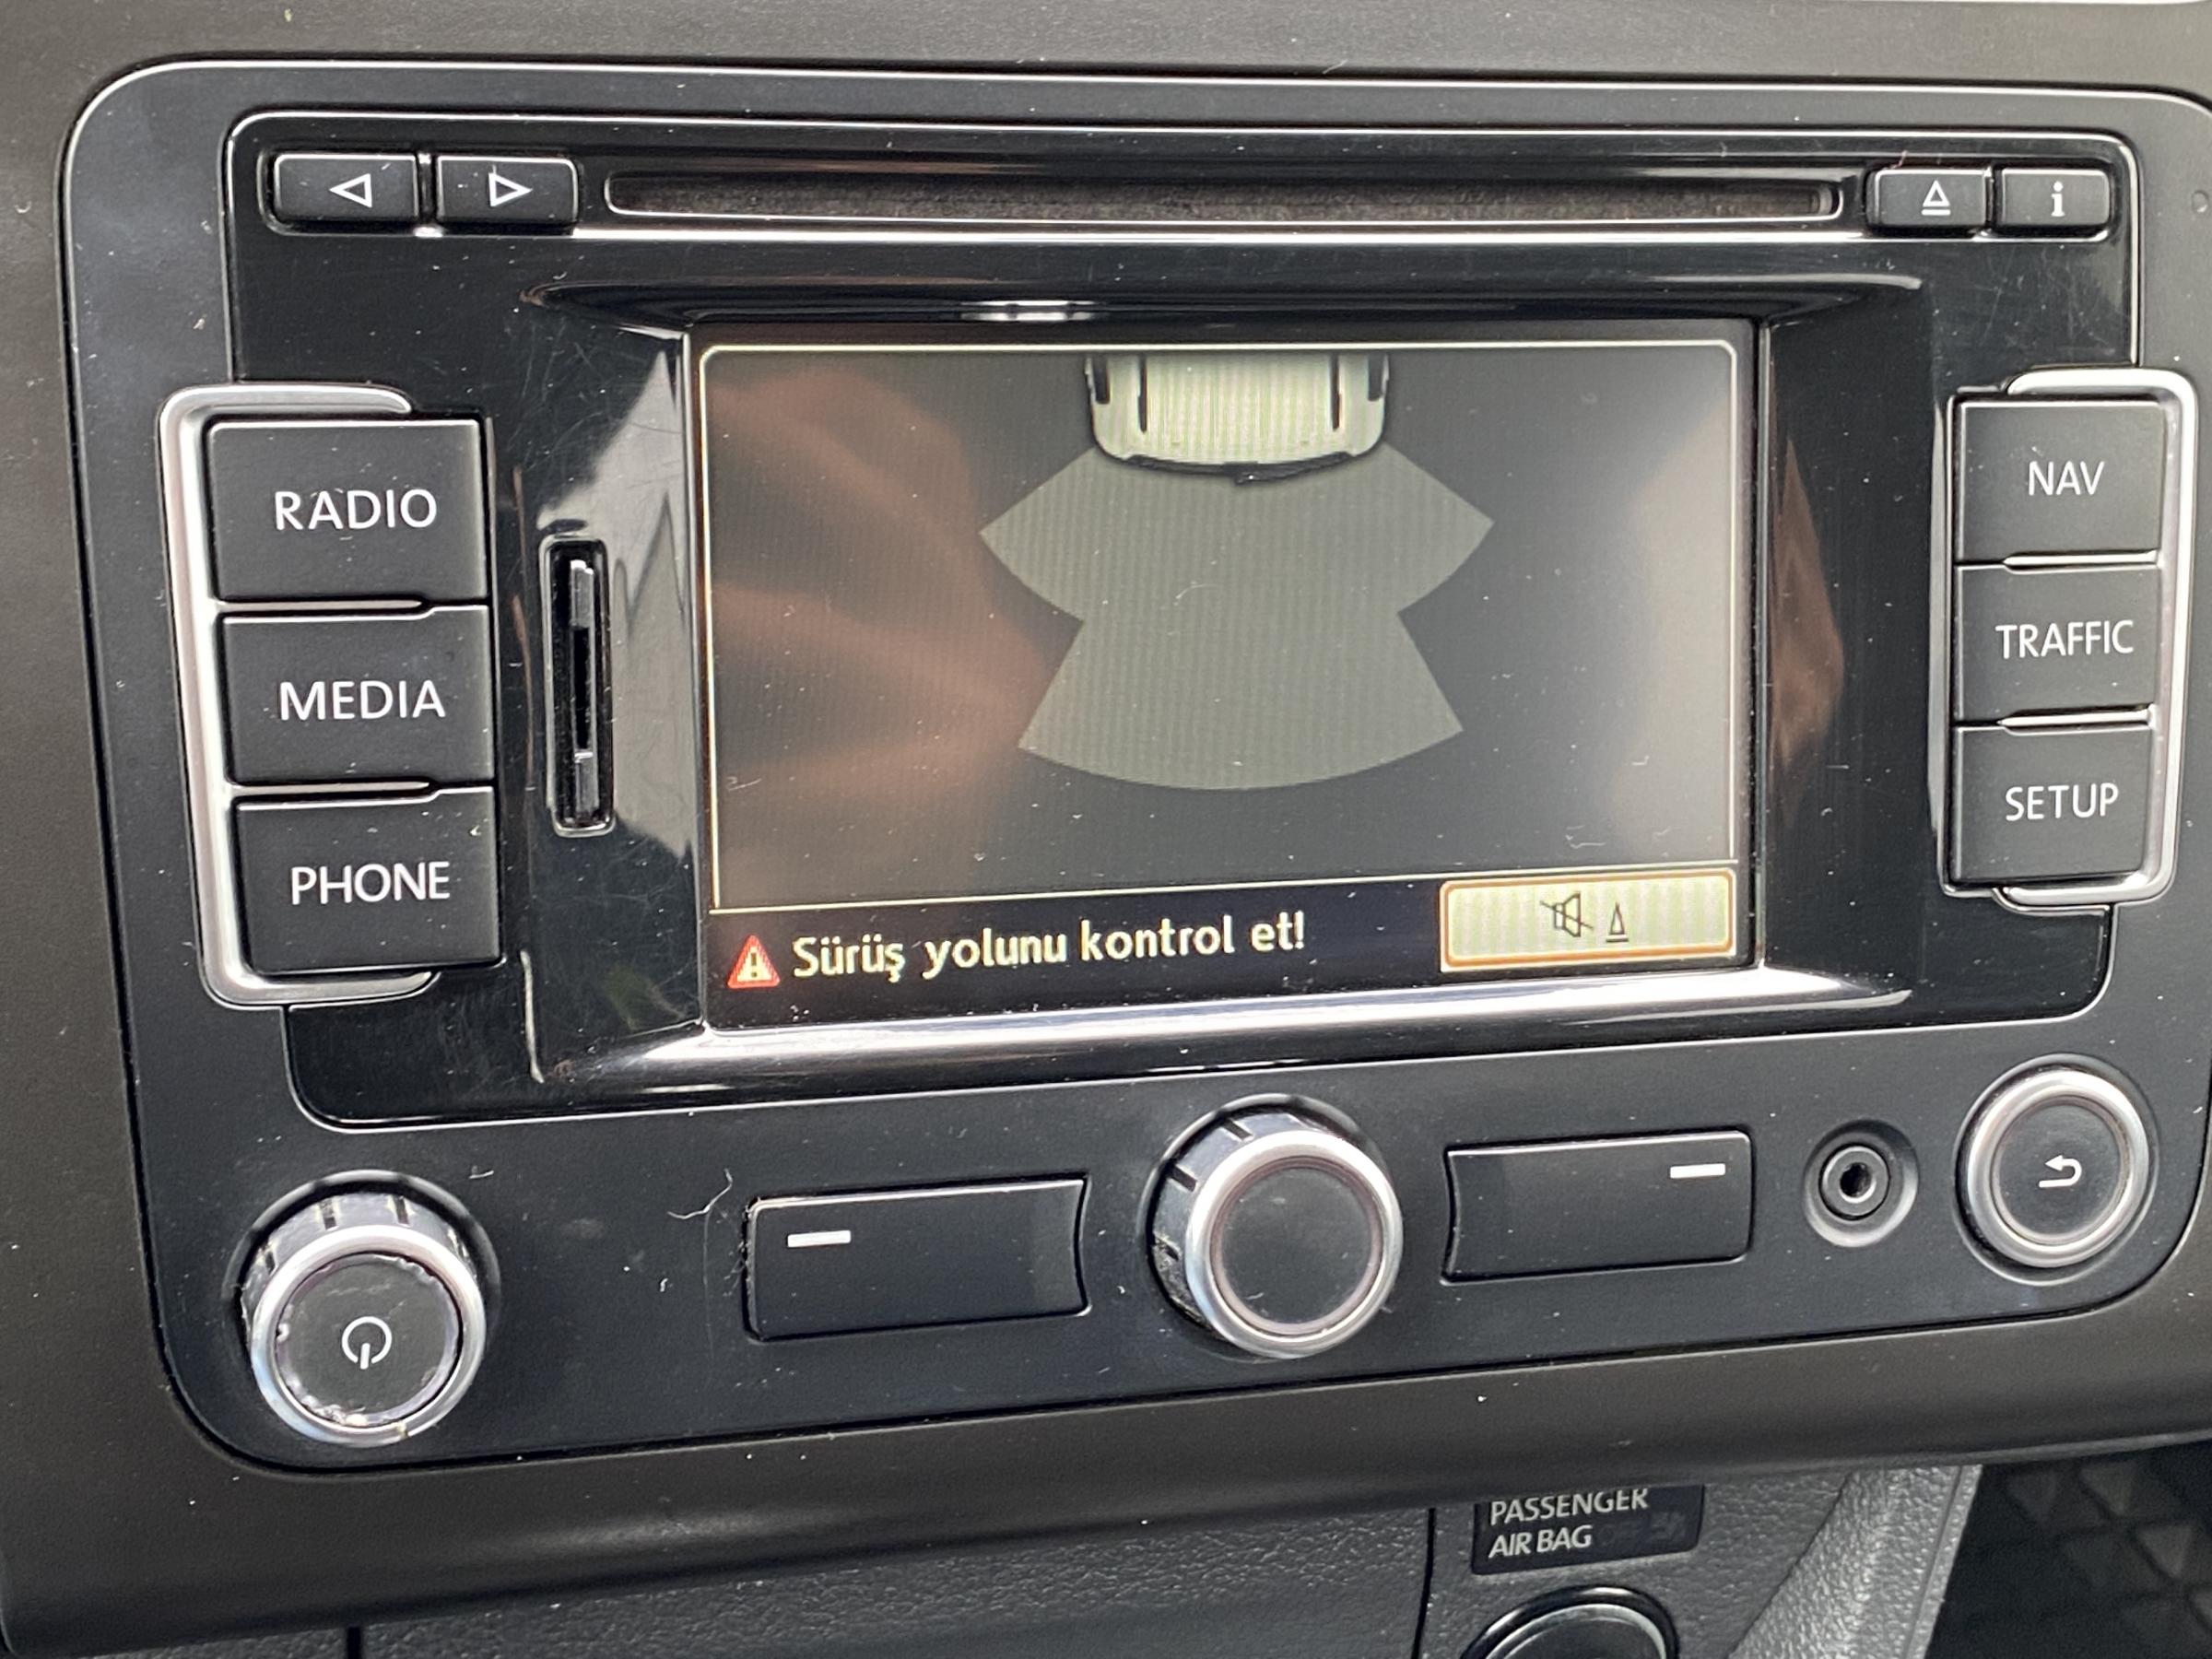 i
RADIO
MEDIA
PHONE
NAV
TRAFFIC
SETUP
Sürüş yolunu kontrol et!
PASSENGER
AIR BAG